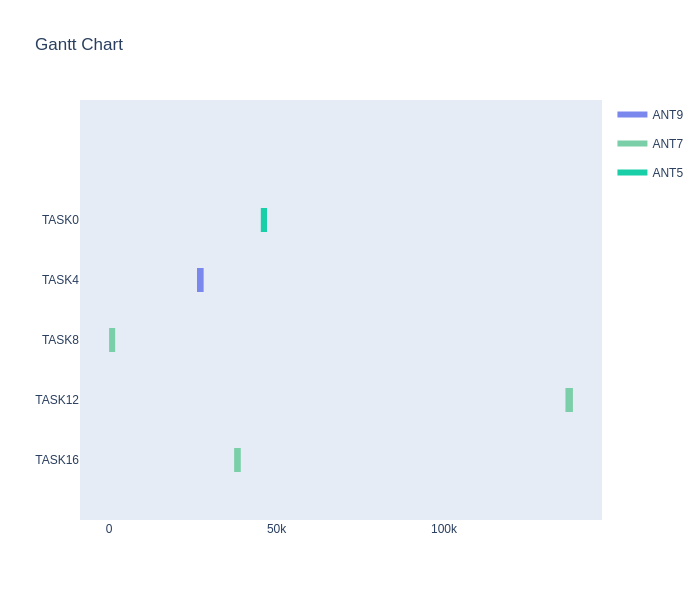 Gantt Chart
ANT9
ANT7
ANT5
TASK0
TASK4
TASK8
TASK12
TASK16
0 50k 100k